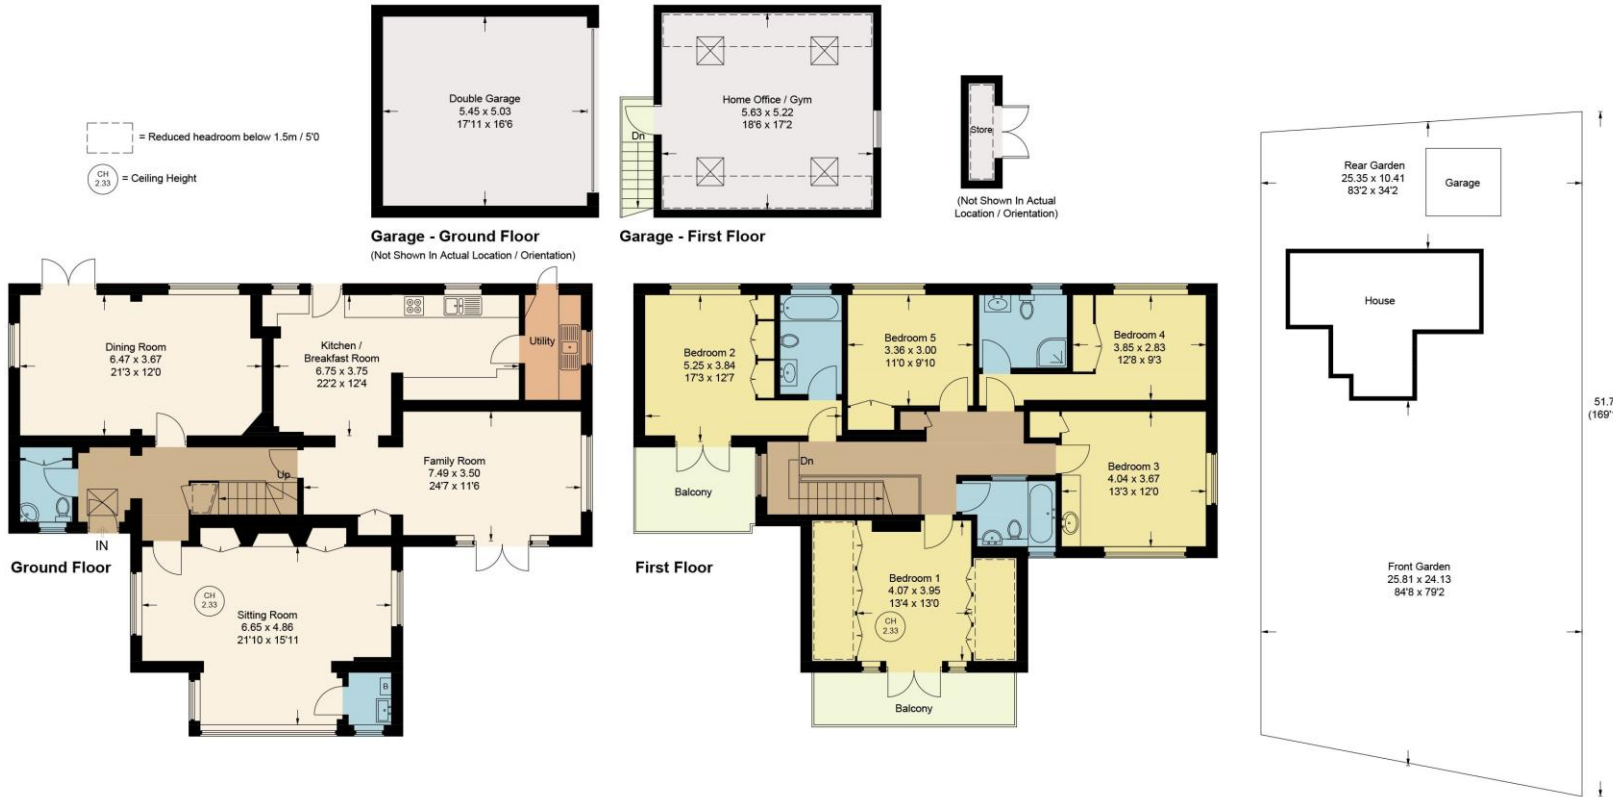 = Reduced headroom below 1.5m / 5'0
CH
2.33
= Ceiling Height
Double Garage
5.45 x 5.03
17'11 x 16'6
Garage - Ground Floor
(Not Shown In Actual Location / Orientation)
Home Office / Gym
5.63 x 5.22
18'6 x 17'2
Dn
Garage - First Floor
Store
(Not Shown In Actual
Location / Orientation)
Dining Room
6.47 x 3.67
21'3 x 12'0
Kitchen /
Breakfast Room
6.75 x 3.75
22'2 x 12'4
Utility
Family Room
7.49 x 3.50
24'7 x 11'6
Up
IN
Ground Floor
CH
2.33
Sitting Room
6.65 x 4.86
21'10 x 15'11
B
Bedroom 2
5.25 x 3.84
17'3 x 12'7
Bedroom 5
3.36 x 3.00
11'0 x 9'10
Bedroom 4
3.85 x 2.83
12'8 x 9'3
Dn
Balcony
Bedroom 3
4.04 x 3.67
13'3 x 12'0
First Floor
Bedroom 1
4.07 x 3.95
13'4 x 13'0
CH
2.33
Balcony
Rear Garden
25.35 x 10.41
83'2 x 34'2
Garage
House
51.7
(169'
Front Garden
25.81 x 24.13
84'8 x 79'2